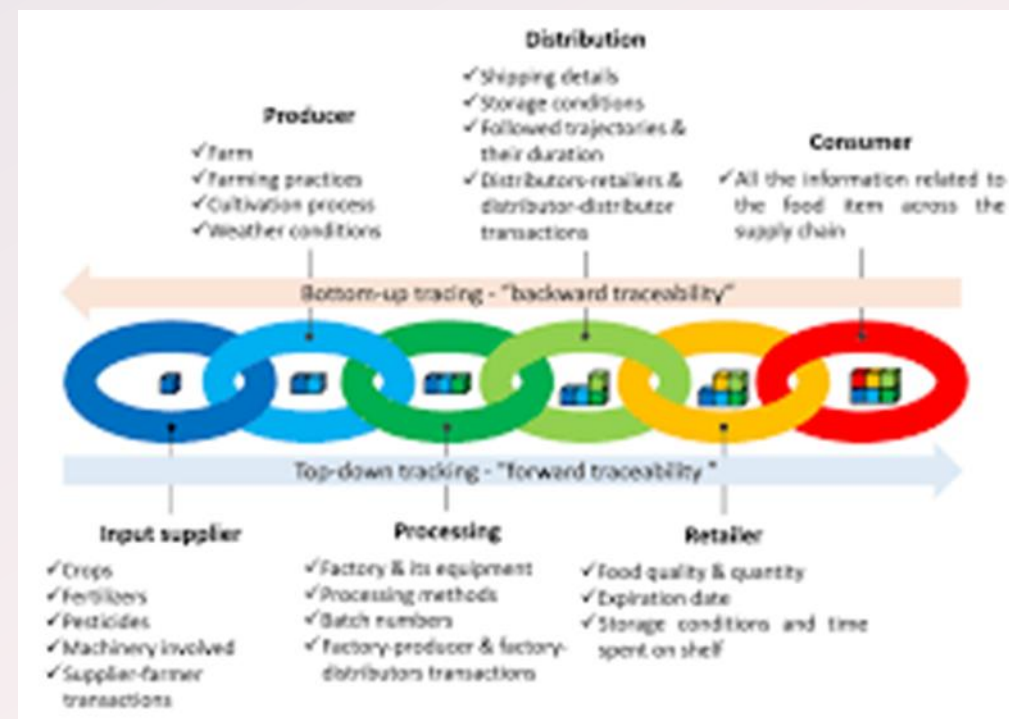 Distribution
✓Shipping details
✓Storage conditions
✓Followed trajectories &
their duration
✓Distributors-retailers &
distributor-distributor
transactions
Producer
✓Farm
✓Farming practices
✓Cultivation process
✓Weather conditions
Consumer
✓All the information related to
the food item across the
supply chain
Bottom-up tracing - "backward traceability"
Top-down tracking - "forward traceability "
Input supplier
✓Crops
✓Fertilizers
✓Pesticides
✓Machinery involved
✓Supplier-farmer
transactions
Processing
✓Factory & its equipment
✓Processing methods
✓Batch numbers
✓Factory-producer & factory-
distributors transactions
Retailer
✓Food quality & quantity
✓Expiration date
✓Storage conditions and time
spent on shelf